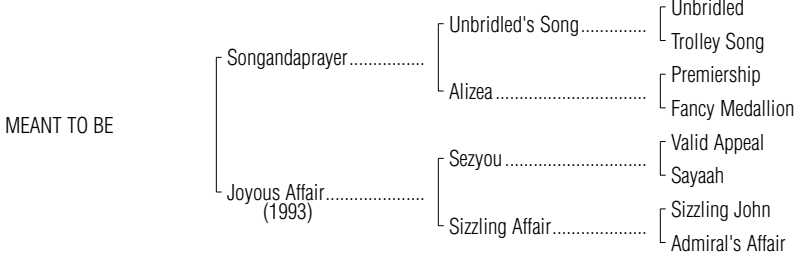 Unbridled
Unbridled's Song..............
Trolley Song
Songandaprayer................
Premiership
Alizea ................................
Fancy Medallion
MEANT TO BE
Valid Appeal
Sezyou ..............................
Sayaah
Joyous Affair.....................
(1993)
Sizzling John
Sizzling Affair....................
Admiral's Affair